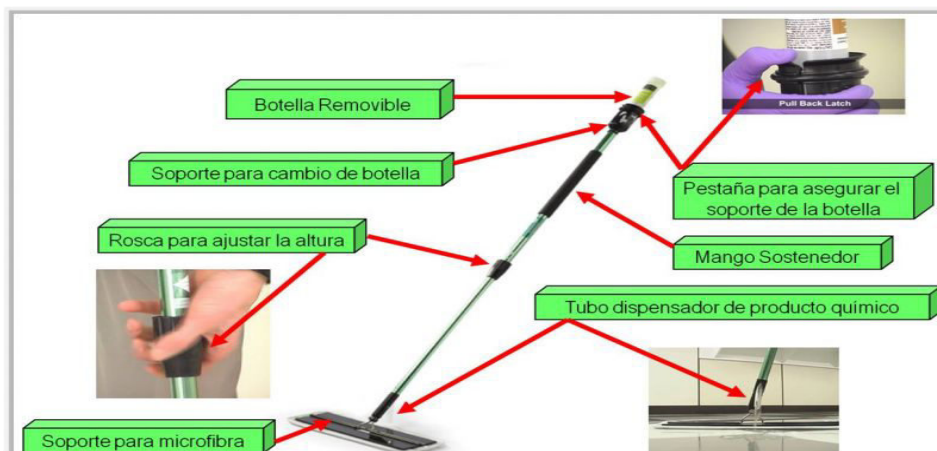 Botella Removible
Pull Back Latch
Soporte para cambio de botella
Pestaña para asegurar el
soporte de la botella
Rosca para ajustar la altura
Mango Sostenedor
Tubo dispensador de producto químico
Soporte para microfibra